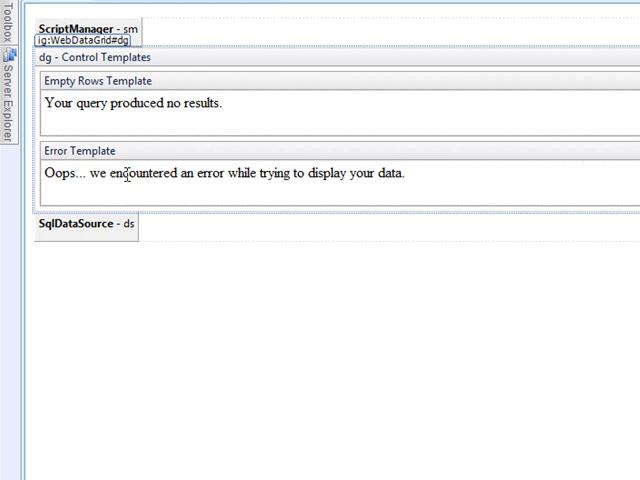 Toolbox
Server Explorer
ScriptManager - sm
ig:WebDataGrid#dg
dg - Control Templates
Empty Rows Template
Your query produced no results.
Error Template
Oops... we encountered an error while trying to display your data.
SqlDataSource - ds